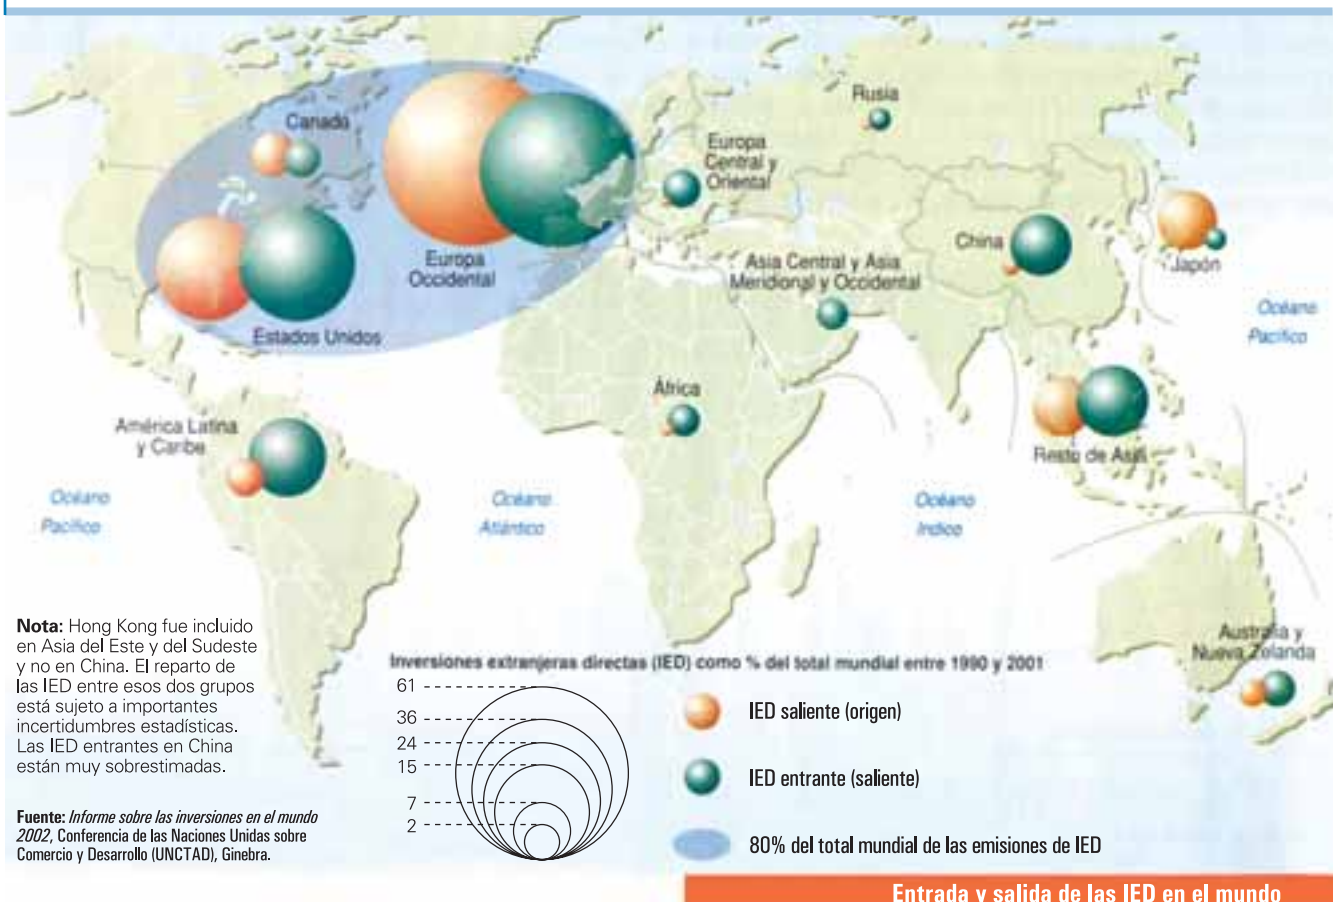 Canadá
Rusia
Europa
Central y
Oriental
Europa
Occidental
China
Japón
Asia Central y Asia
Meridional y Occidental
Estados Unidos
Océano
Pacífico
África
América Latina
y Caribe
Resto de Asia
Océano
Pacífico
Océano
Atlántico
Océano
Indico
Australia y
Nueva Zelanda
Nota: Hong Kong fue incluido
en Asia del Este y del Sudeste
y no en China. El reparto de
las IED entre esos dos grupos
está sujeto a importantes
incertidumbres estadísticas.
Las IED entrantes en China
están muy sobrestimadas.
Fuente: Informe sobre las inversiones en el mundo
2002, Conferencia de las Naciones Unidas sobre
Comercio y Desarrollo (UNCTAD), Ginebra.
Inversiones extranjeras directas (IED) como % del total mundial entre 1990 y 2001
61
36
24
15
7
2
IED saliente (origen)
IED entrante (saliente)
80% del total mundial de las emisiones de IED
Entrada y salida de las IED en el mundo